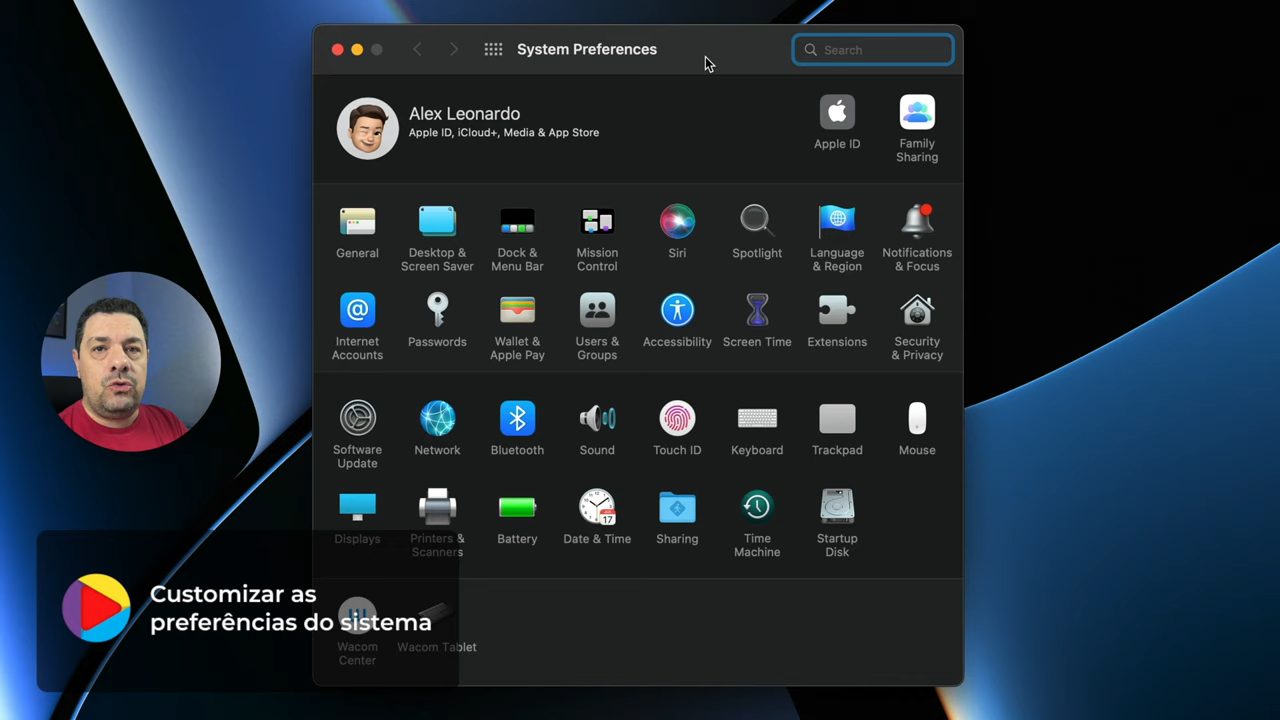 System Preferences
Search
Alex Leonardo
Apple ID, iCloud+, Media & App Store
Apple ID
Family
Sharing
General
Desktop &
Screen Saver
Dock &
Menu Bar
Mission
Control
Siri
Spotlight
Language
& Region
Notifications
& Focus
Internet
Accounts
Passwords
Wallet &
Apple Pay
Users &
Groups
Accessibility
Screen Time
Extensions
Security
& Privacy
Software
Update
Network
Bluetooth
Sound
Touch ID
Keyboard
Trackpad
Mouse
Displays
Printers &
Scanners
Battery
JUL
17
Date & Time
Sharing
Time
Machine
Startup
Disk
Customizar as
preferências do sistema
Wacom
Center
Wacom Tablet